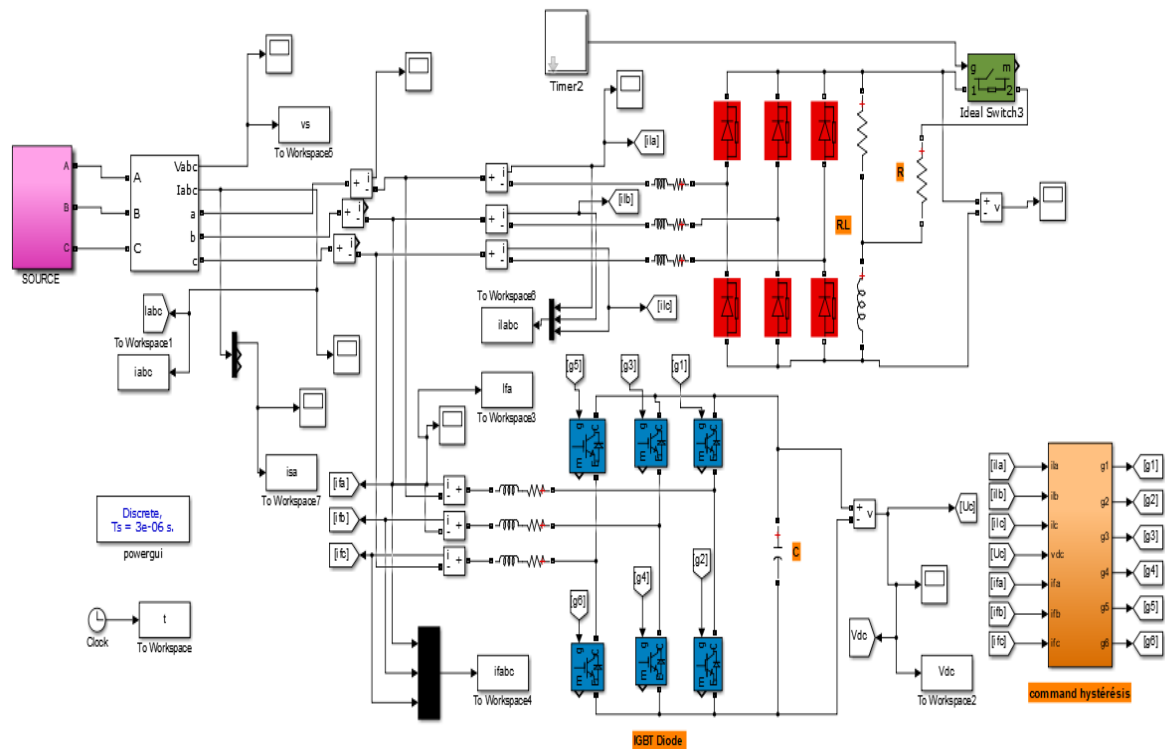 Timer2
g m
1 2
Ideal Switch3
vs
To Workspace5
A
B
C
SOURCE
A
B
C
Vabc
Iabc
a
b
c
+ i
-
+ i
-
+ i
-
+ i
-
+ i
-
+ i
-
[ila]
[ilb]
[ilc]
R
RL
+ v
-
Iabc
To Workspace1
iabc
To Workspace6
ilabc
Ifa
To Workspace3
isa
To Workspace7
[g5]
[g3]
[g1]
g C
m E
g C
m E
g C
m E
[ifa]
[ifb]
[ifc]
i +
-
i +
-
i +
-
Discrete,
Ts = 3e-06 s.
powergui
Clock
t
To Workspace
[g6]
[g4]
[g2]
g C
m E
g C
m E
g C
m E
C
+ v
-
[Uc]
Vdc
Vdc
To Workspace2
ifabc
To Workspace4
IGBT Diode
[ila] ila g1 [g1]
[ilb] ilb g2 [g2]
[ilc] ilc g3 [g3]
[Uc] vdc g4 [g4]
[ifa] ifa g5 [g5]
[ifb] ifb g6 [g6]
[ifc] ifc
command hystérésis